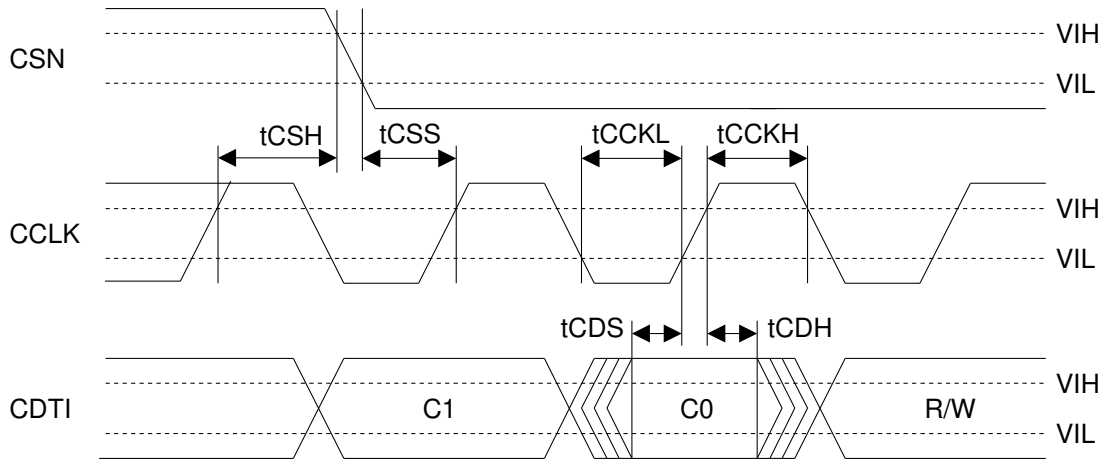 VIH
CSN
VIL
tCSH tCSS tCCKL tCCKH
VIH
CCLK
VIL
tCDS tCDH
VIH
CDTI C1 C0 R/W
VIL